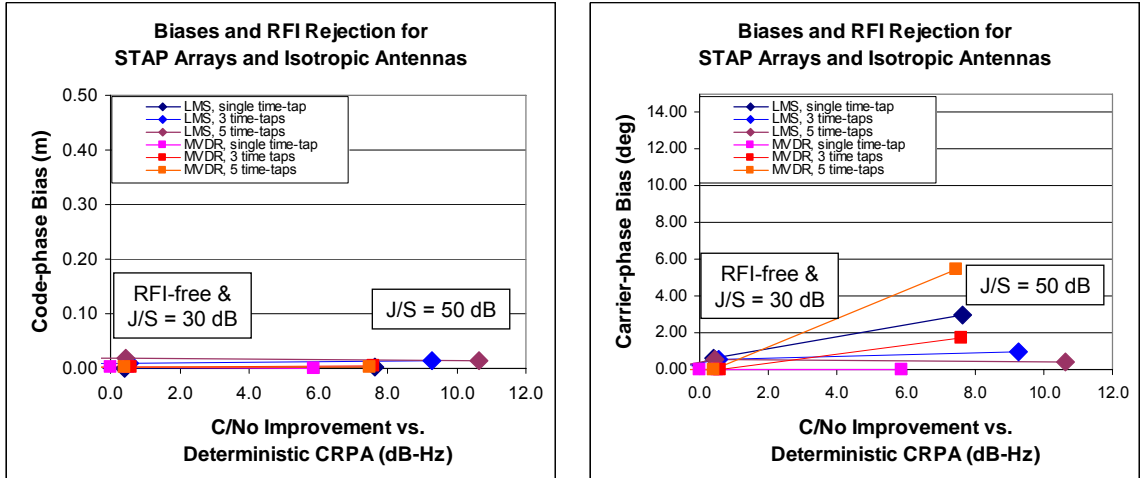 Biases and RFI Rejection for
STAP Arrays and Isotropic Antennas
0.50
0.40
0.30
0.20
0.10
0.00
Code-phase Bias (m)
LMS, single time-tap
LMS, 3 time-taps
LMS, 5 time-taps
MVDR, single time-tap
MVDR, 3 time taps
MVDR, 5 time-taps
RFI-free &
J/S = 30 dB
J/S = 50 dB
0.0 2.0 4.0 6.0 8.0 10.0 12.0
C/No Improvement vs.
Deterministic CRPA (dB-Hz)
Biases and RFI Rejection for
STAP Arrays and Isotropic Antennas
14.00
12.00
10.00
8.00
6.00
4.00
2.00
0.00
Carrier-phase Bias (deg)
LMS, single time-tap
LMS, 3 time-taps
LMS, 5 time-taps
MVDR, single time-tap
MVDR, 3 time taps
MVDR, 5 time-taps
RFI-free &
J/S = 30 dB
J/S = 50 dB
0.0 2.0 4.0 6.0 8.0 10.0 12.0
C/No Improvement vs.
Deterministic CRPA (dB-Hz)